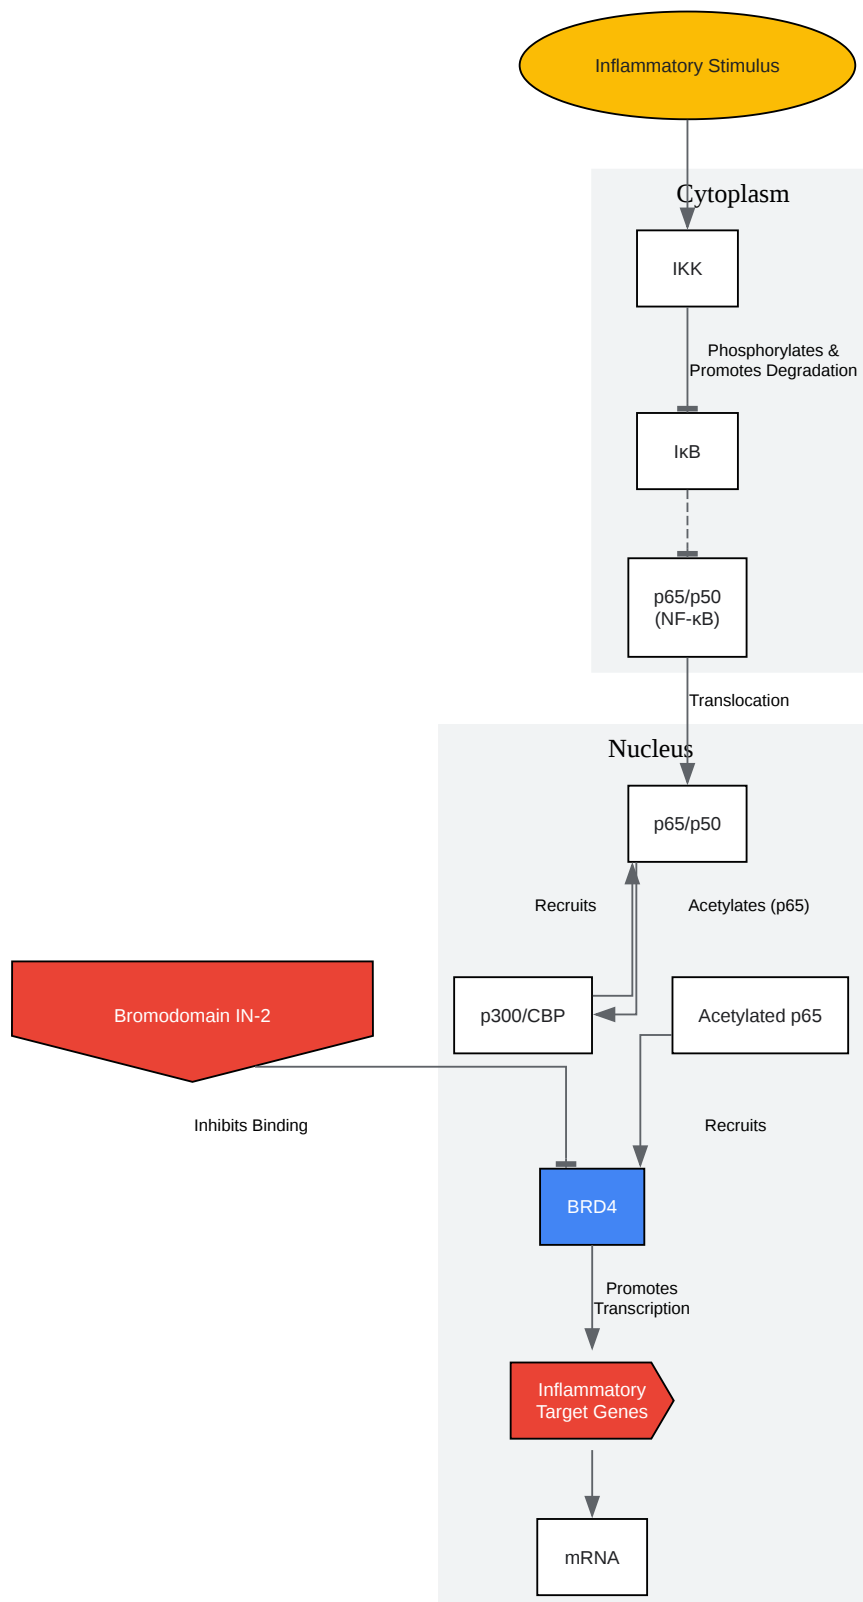 Inflammatory Stimulus
Cytoplasm
IKK
Phosphorylates &
Promotes Degradation
IκB
p65/p50
(NF-κB)
Translocation
Nucleus
p65/p50
Recruits
Acetylates (p65)
Bromodomain IN-2
p300/CBP
Acetylated p65
Inhibits Binding
Recruits
BRD4
Promotes
Transcription
Inflammatory
Target Genes
mRNA